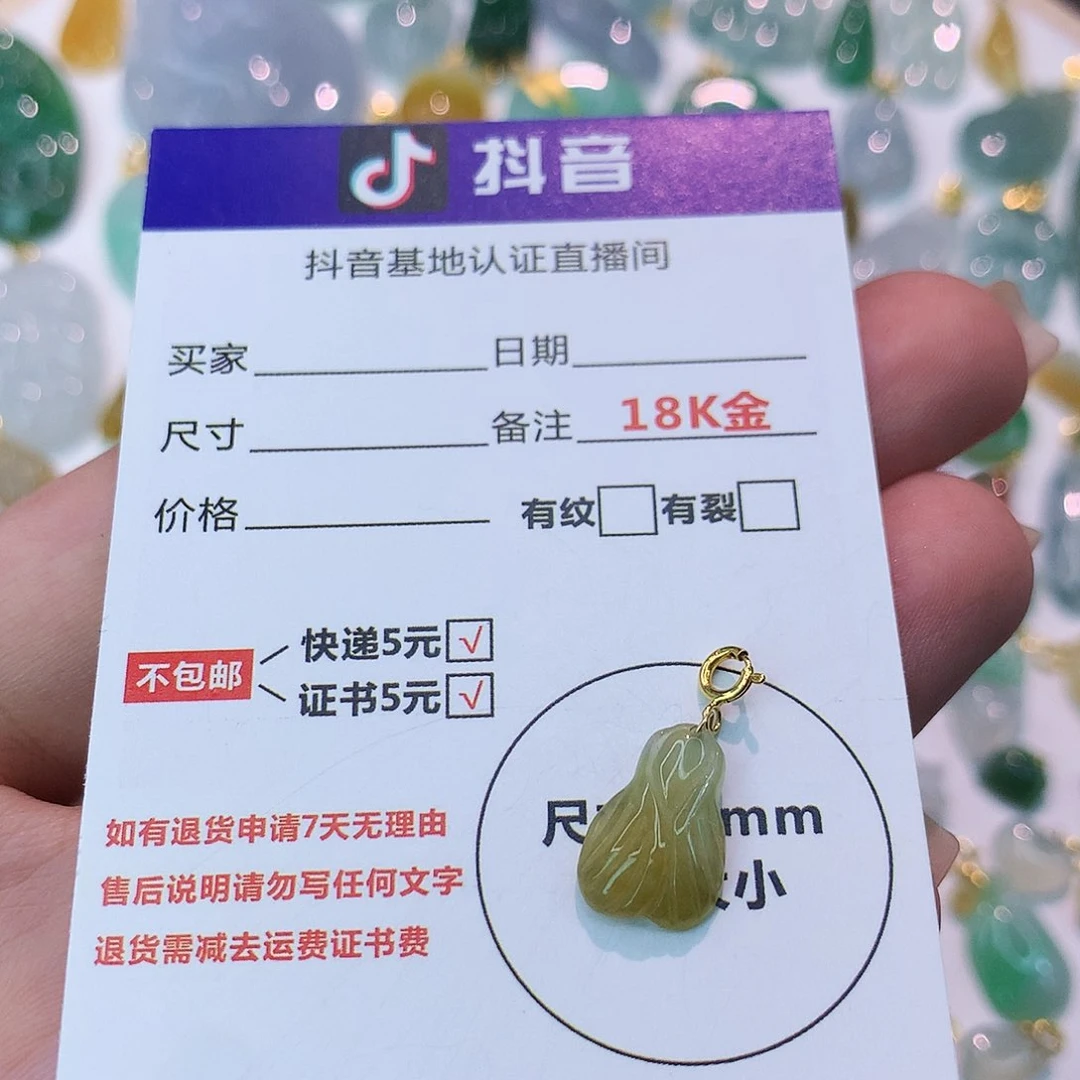 抖音
抖音基地认证直播间
买家 日期
尺寸 备注 18K金
价格 有纹 有裂
不包邮 快递5元 √
证书5元 √
尺 mm
小
如有退货申请7天无理由
售后说明请勿写任何文字
退货需减去运费证书费